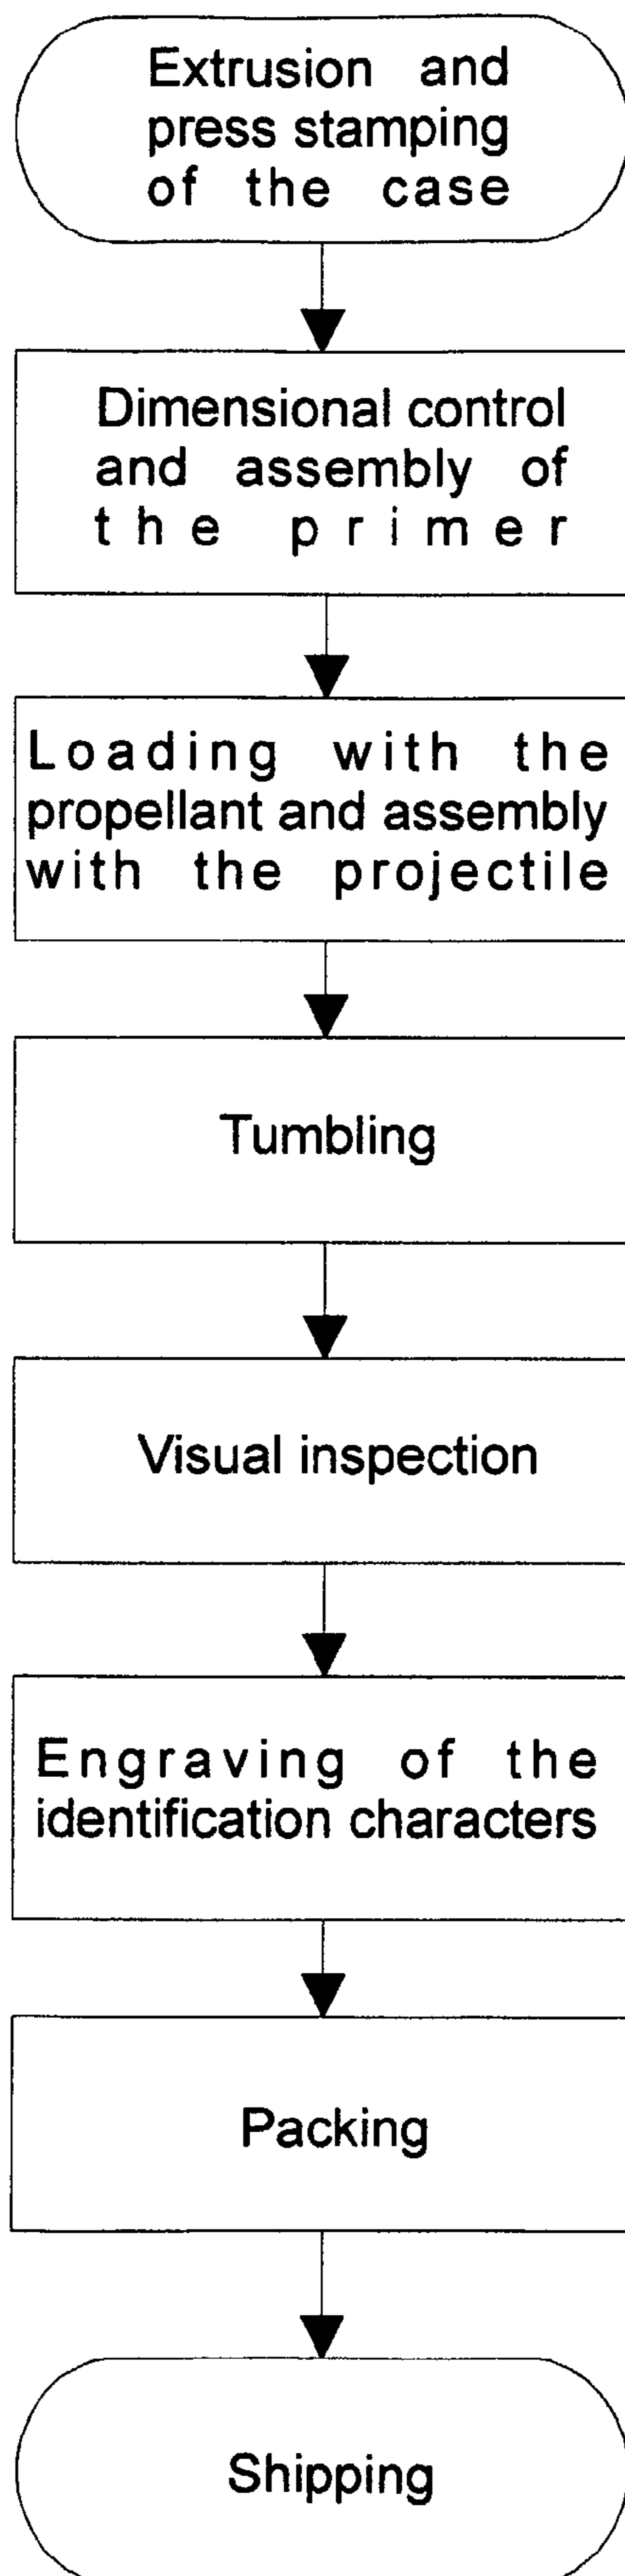 Extrusion and
press stamping
of the case
Dimensional control
and assembly of
the primer
Loading with the
propellant and assembly
with the projectile
Tumbling
Visual inspection
Engraving of the
identification characters
Packing
Shipping